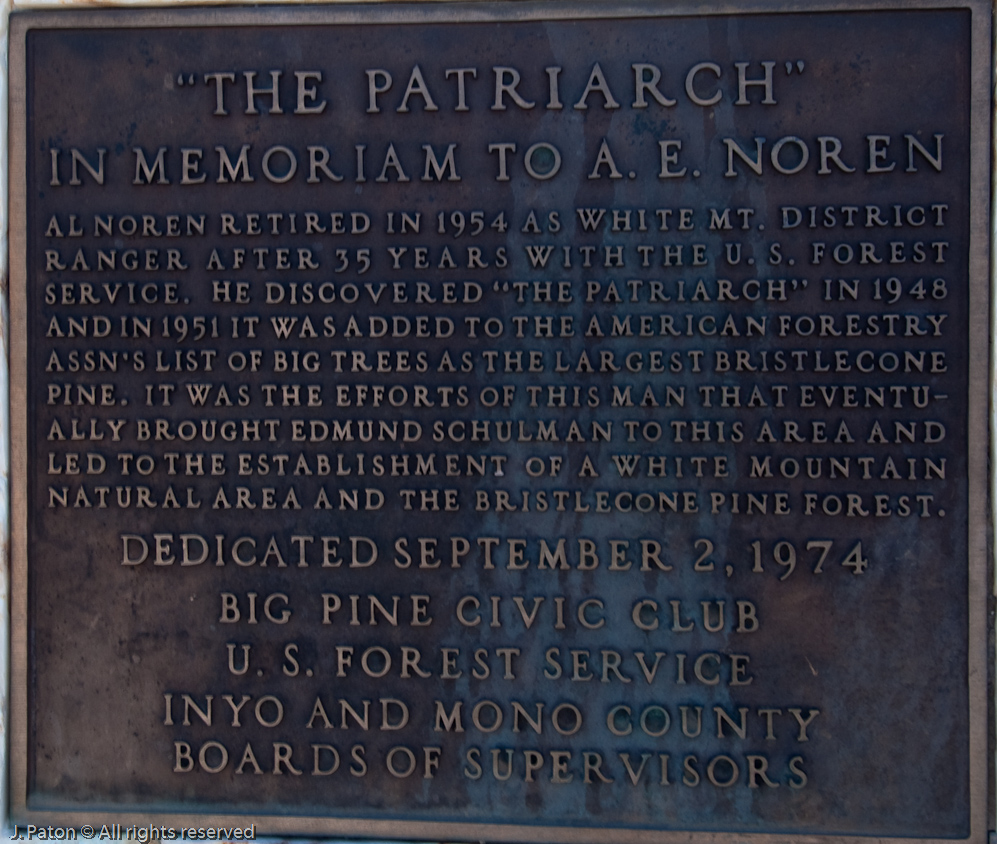 "THE PATRIARCH"
IN MEMORIAM TO A. E. NOREN
AL NOREN RETIRED IN 1954 AS WHITE MT. DISTRICT
RANGER AFTER 35 YEARS WITH THE U. S. FOREST
SERVICE. HE DISCOVERED "THE PATRIARCH" IN 1948
AND IN 1951 IT WAS ADDED TO THE AMERICAN FORESTRY
ASSN'S LIST OF BIG TREES AS THE LARGEST BRISTLECONE
PINE. IT WAS THE EFFORTS OF THIS MAN THAT EVENTU-
ALLY BROUGHT EDMUND SCHULMAN TO THIS AREA AND
LED TO THE ESTABLISHMENT OF A WHITE MOUNTAIN
NATURAL AREA AND THE BRISTLECONE PINE FOREST.
DEDICATED SEPTEMBER 2, 1974
BIG PINE CIVIC CLUB
U. S. FOREST SERVICE
INYO AND MONO COUNTY
BOARDS OF SUPERVISORS
J. Paton © All rights reserved